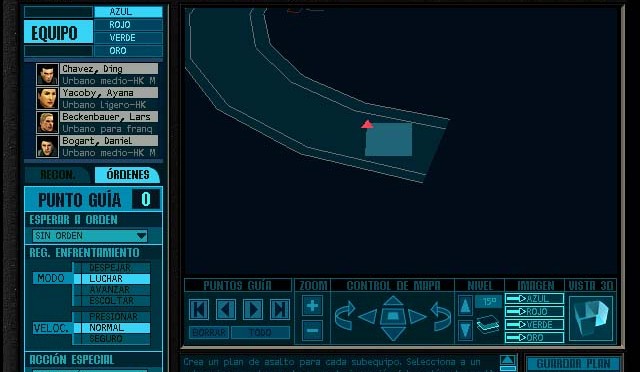 EQUIPO
AZUL
ROJO
VERDE
ORO
Chavez, Ding
Urbano medio-HK M
Yacoby, Ayana
Urbano Ligero-HK
Beckenbauer, Lars
Urbano para franq
Bogart, Daniel
Urbano medio-HK M
RECON.
ÓRDENES
PUNTO GUÍA 0
ESPERAR A ORDEN
SIN ORDEN
REG. ENFRENTAMIENTO
MODO
DESPEJAR
LUCHAR
AVANZAR
ESCOLTAR
VELOC.
PRESIONAR
NORMAL
SEGURO
ACCIÓN ESPECIAL
PUNTOS GUÍA
BORRAR
TODO
ZOOM
CONTROL DE MAPA
NIVEL
15º
IMAGEN
AZUL
ROJO
VERDE
ORO
VISTA 3D
Crea un plan de asalto para cada subequipo. Selecciona a un
GUARDAR PLAN